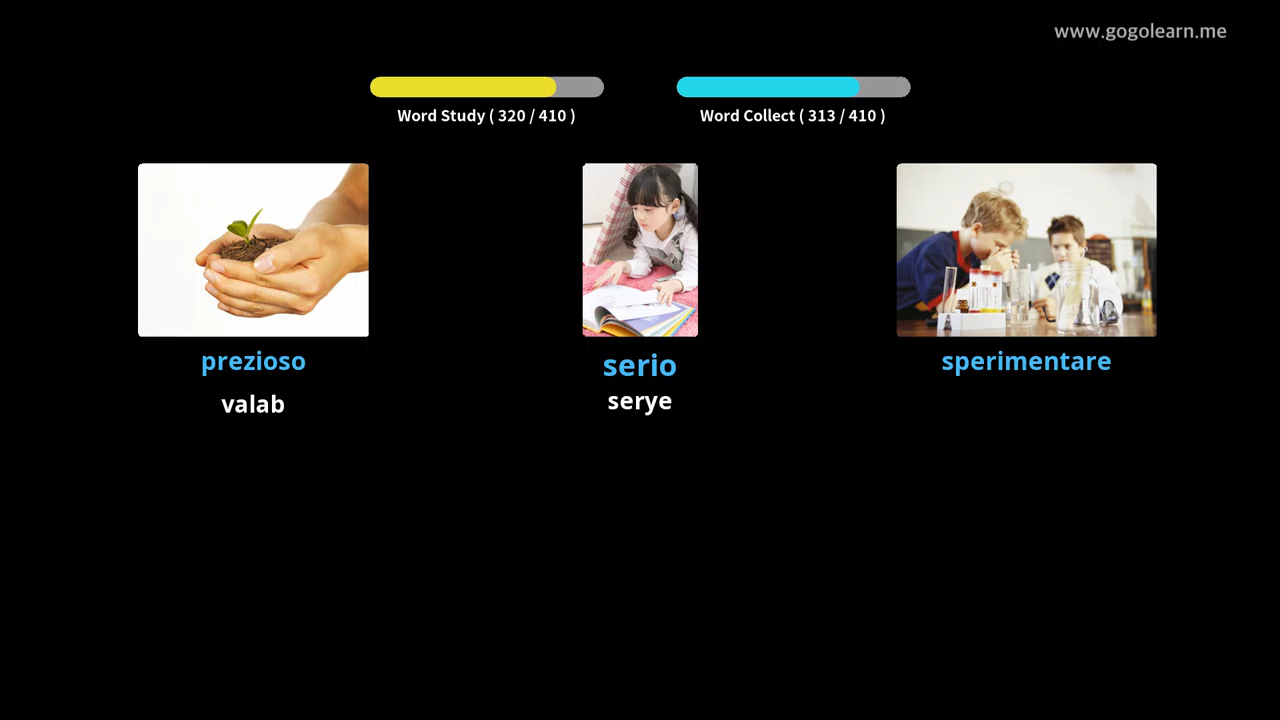 www.gogolearn.me
Word Study ( 320 / 410 )
Word Collect ( 313 / 410 )
prezioso
serio
sperimentare
valab
serye